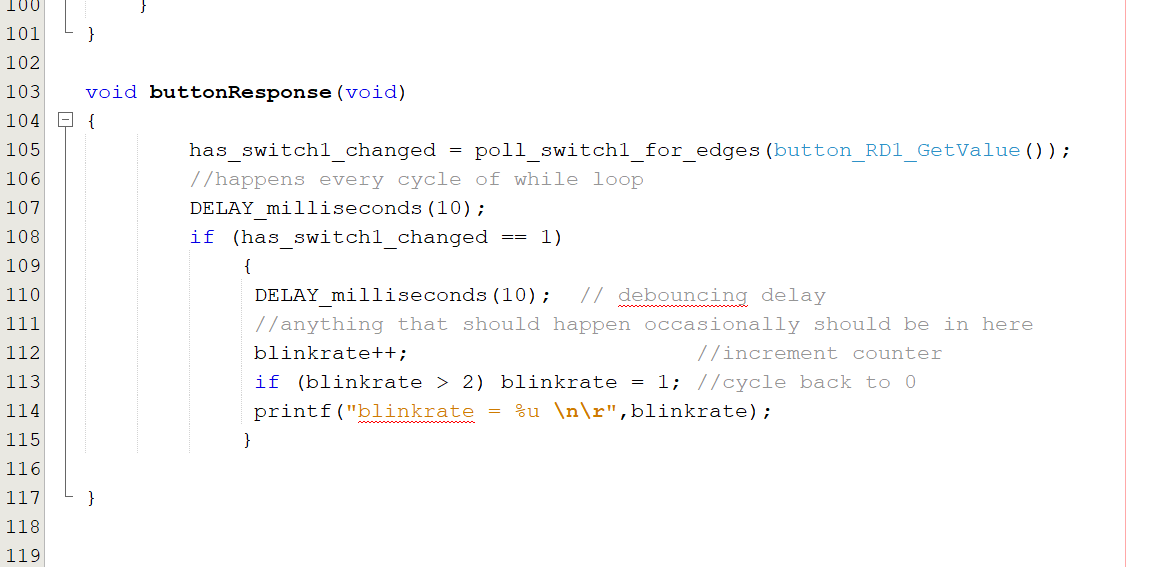 100 }
101 }
102
103 void buttonResponse(void)
104 {
105 has_switch1_changed = poll_switch1_for_edges(button_RD1_GetValue());
106 //happens every cycle of while loop
107 DELAY_milliseconds(10);
108 if (has_switch1_changed == 1)
109 {
110 DELAY_milliseconds(10); // debouncing delay
111 //anything that should happen occasionally should be in here
112 blinkrate++; //increment counter
113 if (blinkrate > 2) blinkrate = 1; //cycle back to 0
114 printf("blinkrate = %u \n\r",blinkrate);
115 }
116
117 }
118
119